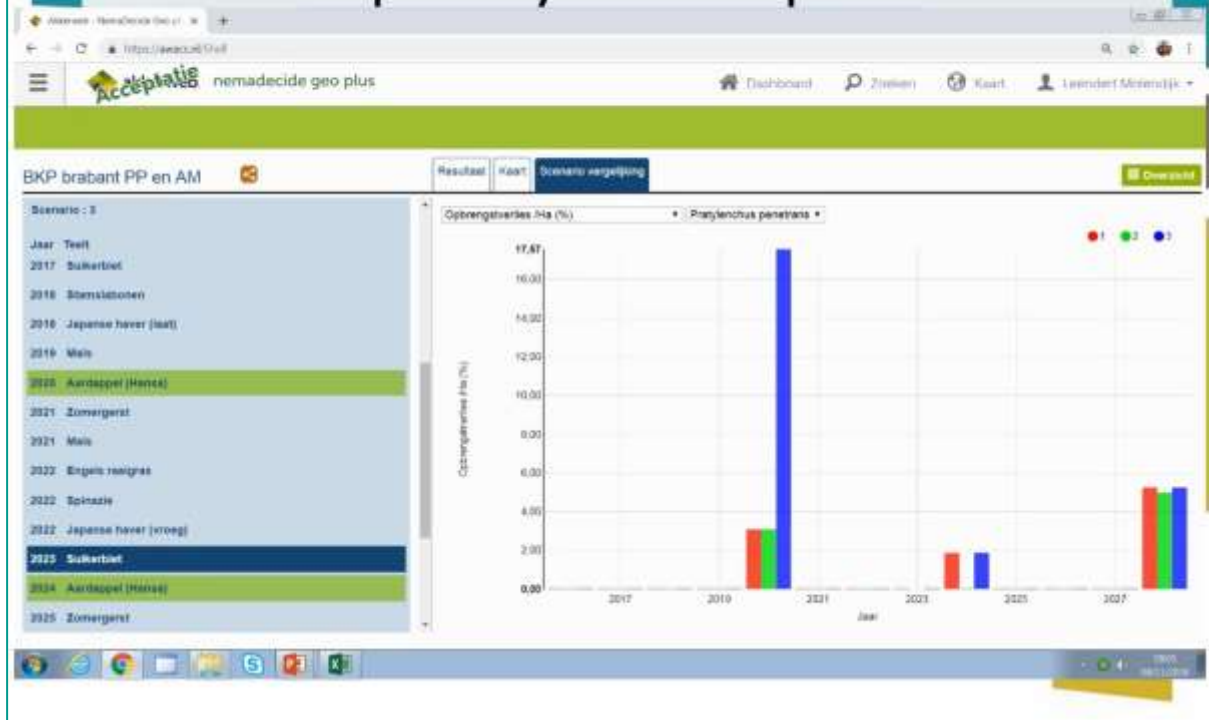 nemadecide geo plus
Acceptatie
Dashboard
Zoeken
Kaart
Leendert Molendijk
BKP brabant PP en AM
Resultaat
Kaart
Scenario vergelijking
Overzicht
Scenario : 3
Jaar Teelt
2017 Suikerbiet
2018 Stamslabonen
2018 Japanse haver (laat)
2019 Mais
2020 Aardappel (Hansa)
2021 Zomergerst
2021 Mais
2022 Engels raaigras
2022 Spinazie
2022 Japanse haver (vroeg)
2023 Suikerbiet
2024 Aardappel (Hansa)
2025 Zomergerst
Opbrengstverlies /Ha (%)
Pratylenchus penetrans
1 2 3
17,57
16,00
14,00
12,00
10,00
8,00
6,00
4,00
2,00
0,00
Opbrengstverlies /Ha (%)
2017 2019 2021 2023 2025 2027
Jaar